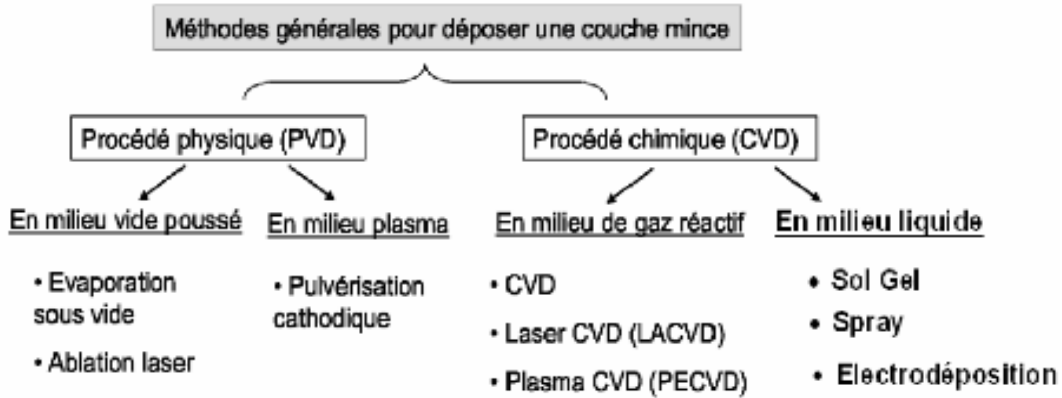 Méthodes générales pour déposer une couche mince
Procédé physique (PVD)
Procédé chimique (CVD)
En milieu vide poussé
En milieu plasma
En milieu de gaz réactif
En milieu liquide
• Evaporation
sous vide
• Ablation laser
• Pulvérisation
cathodique
• CVD
• Laser CVD (LACVD)
• Plasma CVD (PECVD)
• Sol Gel
• Spray
• Electrodéposition